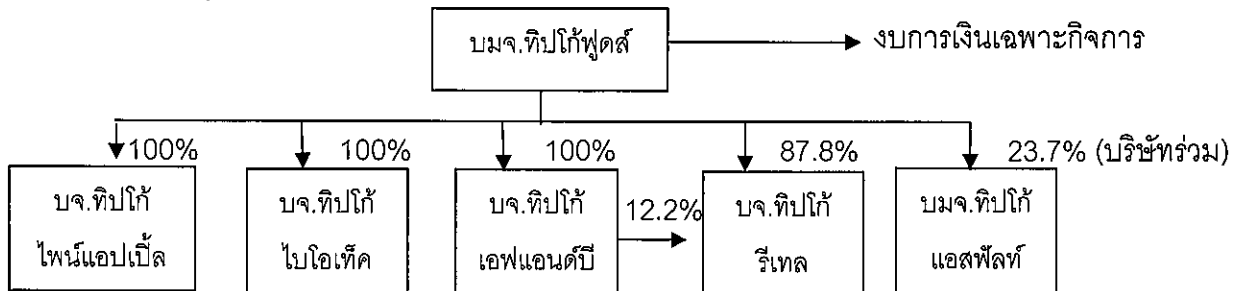 บมจ.ทิปโก้ฟูดส์
งบการเงินเฉพาะกิจการ
100%
100%
100%
87.8%
23.7% (บริษัทร่วม)
บจ.ทิปโก้
ไพน์แอปเปิ้ล
บจ.ทิปโก้
ไบโอเท็ค
บจ.ทิปโก้
เอฟแอนด์บี
12.2%
บจ.ทิปโก้
รีเทล
บมจ.ทิปโก้
แอสฟัลท์